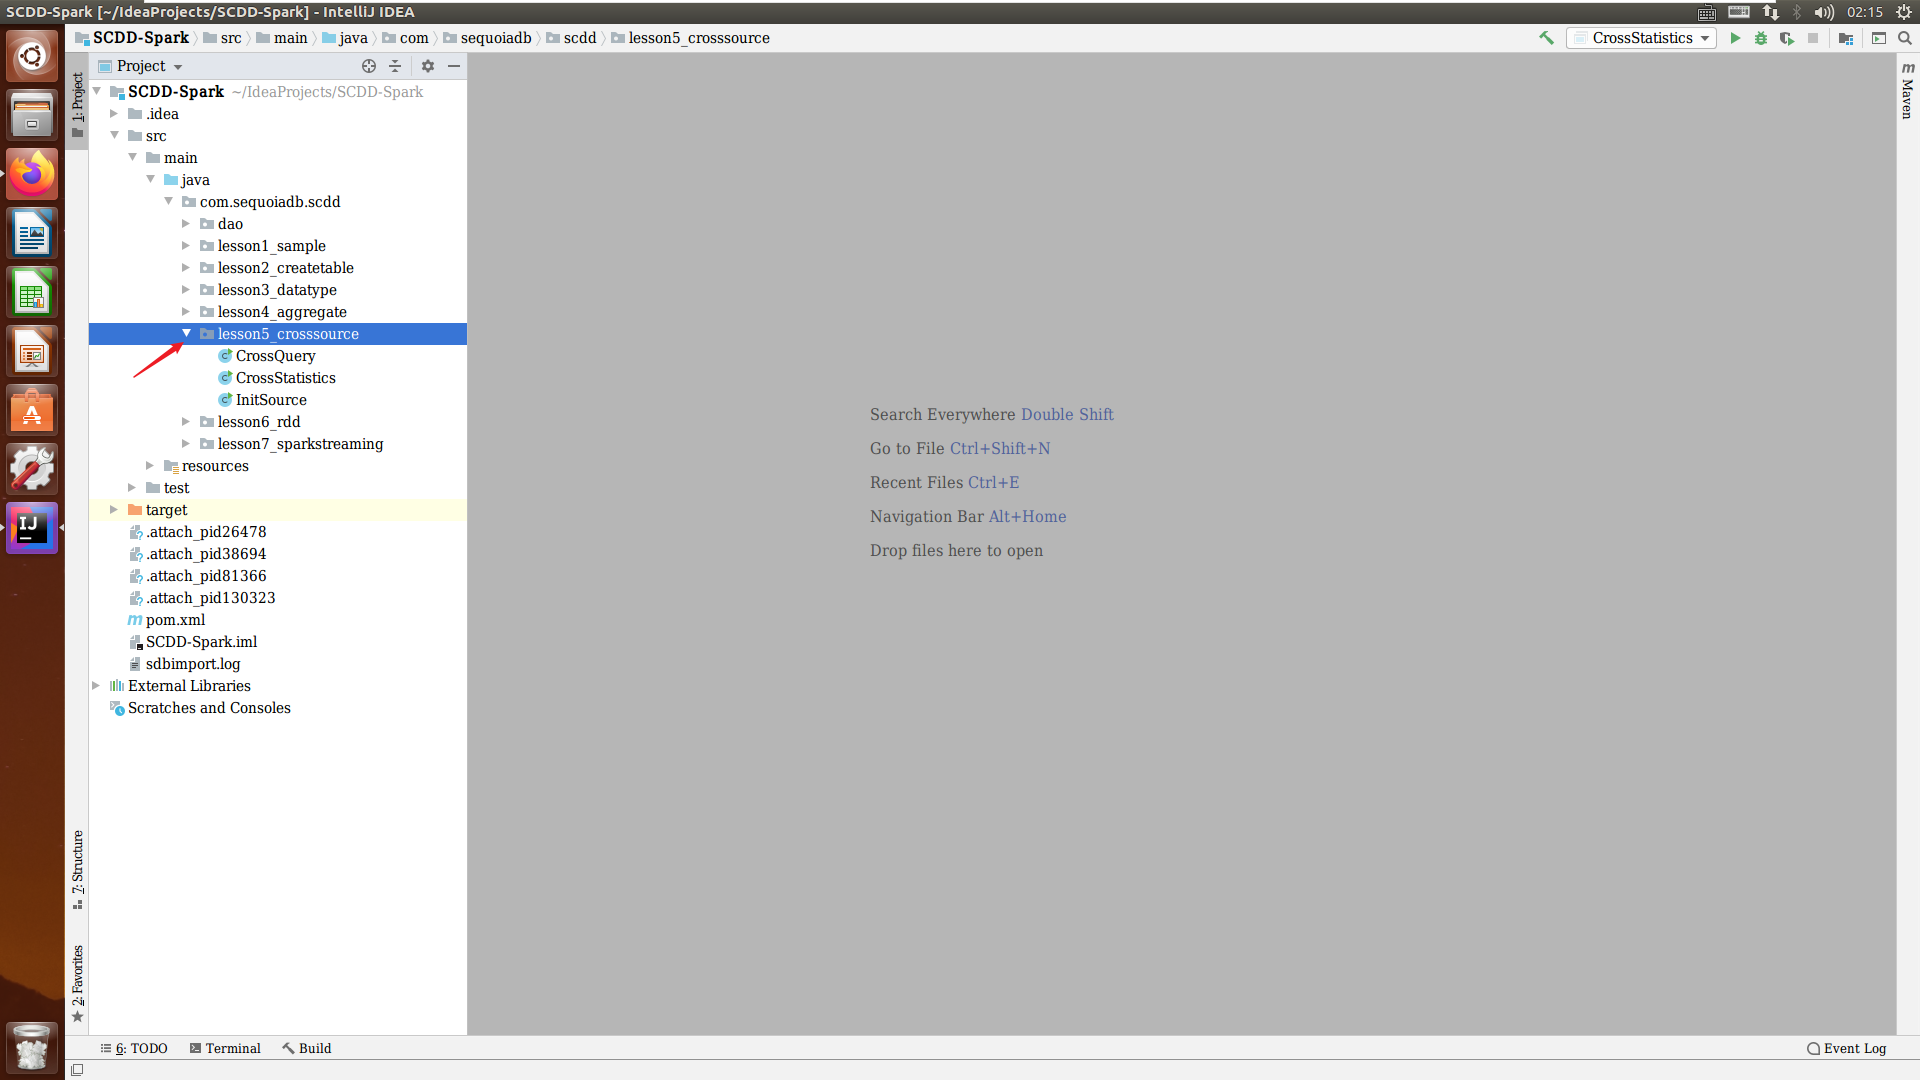 SCDD-Spark [~/IdeaProjects/SCDD-Spark] - IntelliJ IDEA
02:15
SCDD-Spark src main java com sequoiadb scdd lesson5_crosssource
CrossStatistics
Project
SCDD-Spark ~/IdeaProjects/SCDD-Spark
.idea
src
main
java
com.sequoiadb.scdd
dao
lesson1_sample
lesson2_createtable
lesson3_datatype
lesson4_aggregate
lesson5_crosssource
CrossQuery
CrossStatistics
InitSource
lesson6_rdd
lesson7_sparkstreaming
resources
test
target
.attach_pid26478
.attach_pid38694
.attach_pid81366
.attach_pid130323
pom.xml
SCDD-Spark.iml
sdbimport.log
External Libraries
Scratches and Consoles
1: Project
7: Structure
2: Favorites
Search Everywhere Double Shift
Go to File Ctrl+Shift+N
Recent Files Ctrl+E
Navigation Bar Alt+Home
Drop files here to open
Maven
6: TODO
Terminal
Build
Event Log